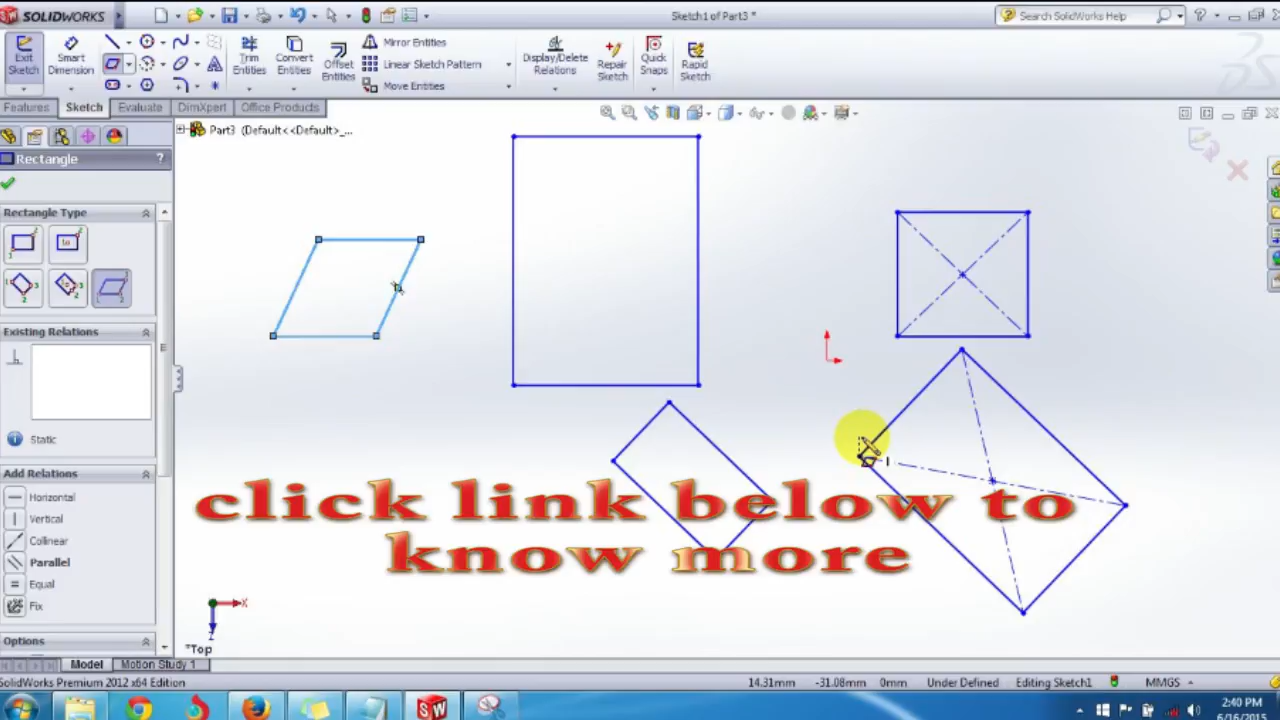 SOLIDWORKS
Sketch1 of Part3 *
Search SolidWorks Help
Exit Sketch
Smart Dimension
Trim Entities
Convert Entities
Offset Entities
Mirror Entities
Linear Sketch Pattern
Move Entities
Display/Delete Relations
Repair Sketch
Quick Snaps
Rapid Sketch
Features
Sketch
Evaluate
DimXpert
Office Products
Part3 (Default<<Default>_...
Rectangle
?
Rectangle Type
Existing Relations
Static
Add Relations
Horizontal
Vertical
Collinear
Parallel
Equal
Fix
Options
click link below to
know more
X
Z
*Top
Model
Motion Study 1
SolidWorks Premium 2012 x64 Edition
14.31mm
-31.08mm
0mm
Under Defined
Editing Sketch1
MMGS
2:40 PM
6/16/2015